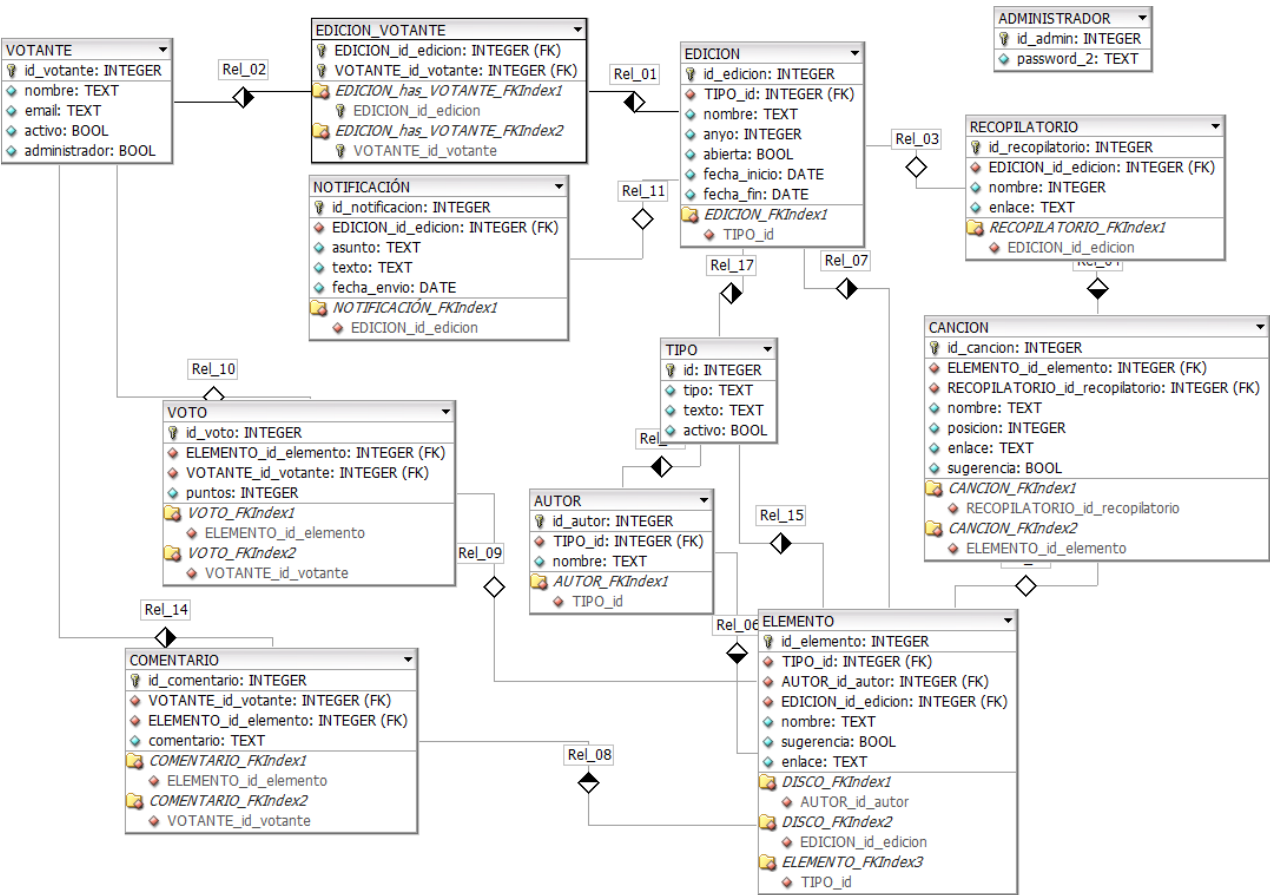 VOTANTE
id_votante: INTEGER
nombre: TEXT
email: TEXT
activo: BOOL
administrador: BOOL
Rel_02
EDICION_VOTANTE
EDICION_id_edicion: INTEGER (FK)
VOTANTE_id_votante: INTEGER (FK)
EDICION_has_VOTANTE_FKIndex1
EDICION_id_edicion
EDICION_has_VOTANTE_FKIndex2
VOTANTE_id_votante
Rel_01
EDICION
id_edicion: INTEGER
TIPO_id: INTEGER (FK)
nombre: TEXT
anyo: INTEGER
abierta: BOOL
fecha_inicio: DATE
fecha_fin: DATE
EDICION_FKIndex1
TIPO_id
ADMINISTRADOR
id_admin: INTEGER
password_2: TEXT
Rel_03
RECOPILATORIO
id_recopilatorio: INTEGER
EDICION_id_edicion: INTEGER (FK)
nombre: INTEGER
enlace: TEXT
RECOPILATORIO_FKIndex1
EDICION_id_edicion
NOTIFICACIÓN
id_notificacion: INTEGER
EDICION_id_edicion: INTEGER (FK)
asunto: TEXT
texto: TEXT
fecha_envio: DATE
NOTIFICACIÓN_FKIndex1
EDICION_id_edicion
Rel_11
Rel_17
Rel_07
CANCION
id_cancion: INTEGER
ELEMENTO_id_elemento: INTEGER (FK)
RECOPILATORIO_id_recopilatorio: INTEGER (FK)
nombre: TEXT
posicion: INTEGER
enlace: TEXT
sugerencia: BOOL
CANCION_FKIndex1
RECOPILATORIO_id_recopilatorio
CANCION_FKIndex2
ELEMENTO_id_elemento
TIPO
id: INTEGER
tipo: TEXT
texto: TEXT
activo: BOOL
Rel_10
VOTO
id_voto: INTEGER
ELEMENTO_id_elemento: INTEGER (FK)
VOTANTE_id_votante: INTEGER (FK)
puntos: INTEGER
VOTO_FKIndex1
ELEMENTO_id_elemento
VOTO_FKIndex2
VOTANTE_id_votante
Rel_09
AUTOR
id_autor: INTEGER
TIPO_id: INTEGER (FK)
nombre: TEXT
AUTOR_FKIndex1
TIPO_id
Rel_15
Rel_06
Rel_14
COMENTARIO
id_comentario: INTEGER
VOTANTE_id_votante: INTEGER (FK)
ELEMENTO_id_elemento: INTEGER (FK)
comentario: TEXT
COMENTARIO_FKIndex1
ELEMENTO_id_elemento
COMENTARIO_FKIndex2
VOTANTE_id_votante
Rel_08
ELEMENTO
id_elemento: INTEGER
TIPO_id: INTEGER (FK)
AUTOR_id_autor: INTEGER (FK)
EDICION_id_edicion: INTEGER (FK)
nombre: TEXT
sugerencia: BOOL
enlace: TEXT
DISCO_FKIndex1
AUTOR_id_autor
DISCO_FKIndex2
EDICION_id_edicion
ELEMENTO_FKIndex3
TIPO_id